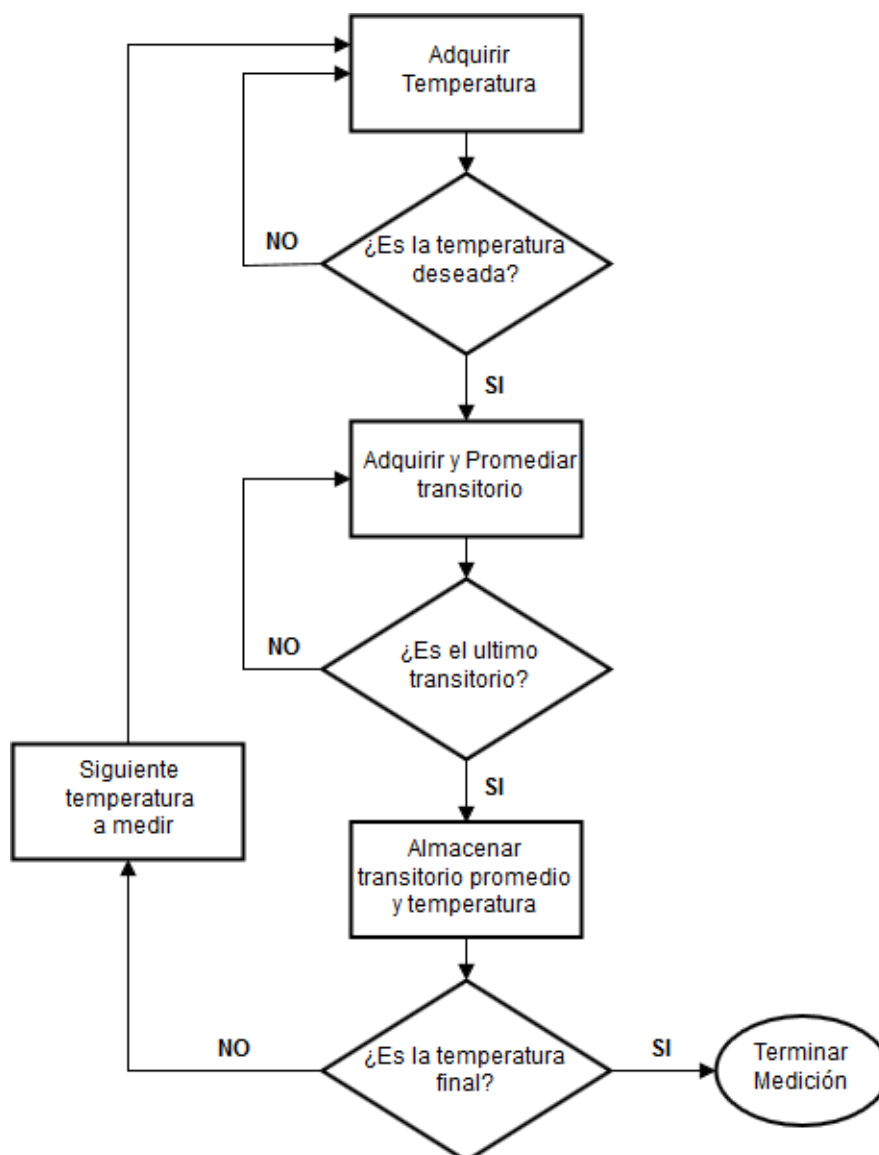 Adquirir
Temperatura
NO
¿Es la temperatura
deseada?
SI
Adquirir y Promediar
transitorio
NO
¿Es el ultimo
transitorio?
SI
Siguiente
temperatura
a medir
Almacenar
transitorio promedio
y temperatura
NO
¿Es la temperatura
final?
SI
Terminar
Medición